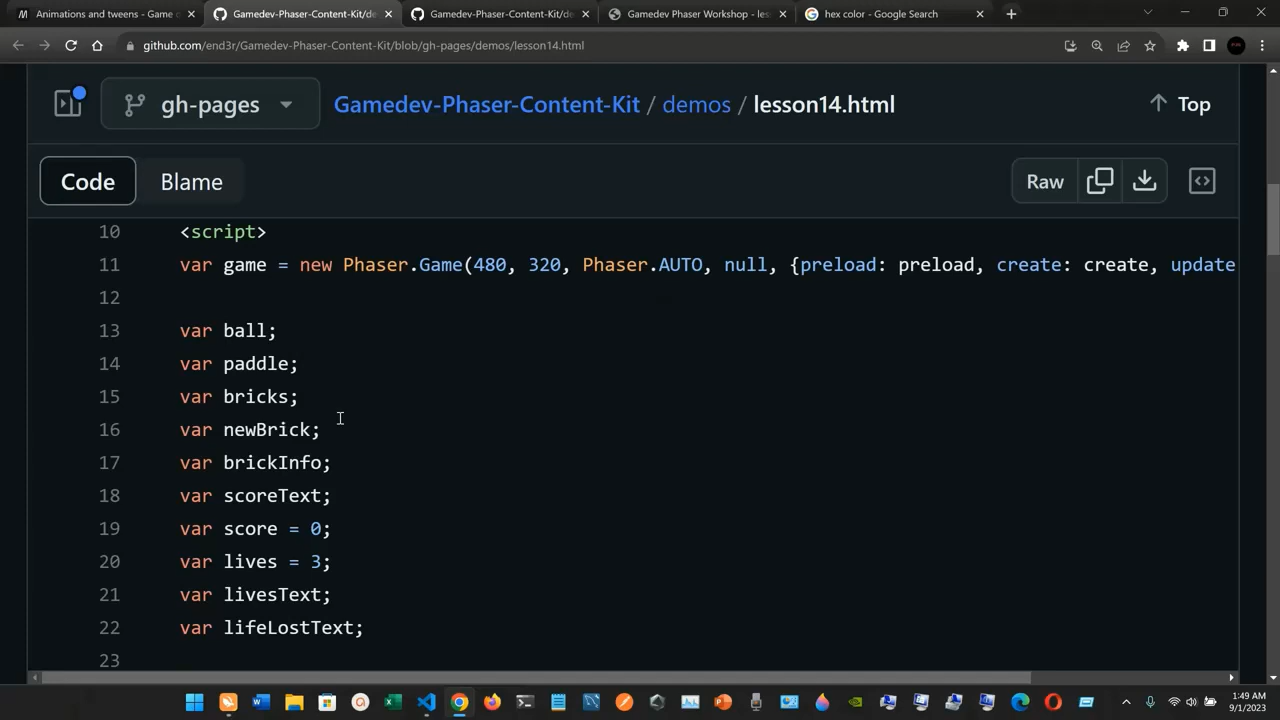 Animations and tweens - Game o
Gamedev-Phaser-Content-Kit/de
Gamedev-Phaser-Content-Kit/de
Gamedev Phaser Workshop - les
hex color - Google Search
github.com/end3r/Gamedev-Phaser-Content-Kit/blob/gh-pages/demos/lesson14.html
gh-pages
Gamedev-Phaser-Content-Kit / demos / lesson14.html
Top
Code
Blame
Raw
10 <script>
11 var game = new Phaser.Game(480, 320, Phaser.AUTO, null, {preload: preload, create: create, update
12
13 var ball;
14 var paddle;
15 var bricks;
16 var newBrick;
17 var brickInfo;
18 var scoreText;
19 var score = 0;
20 var lives = 3;
21 var livesText;
22 var lifeLostText;
23
1:49 AM
9/1/2023